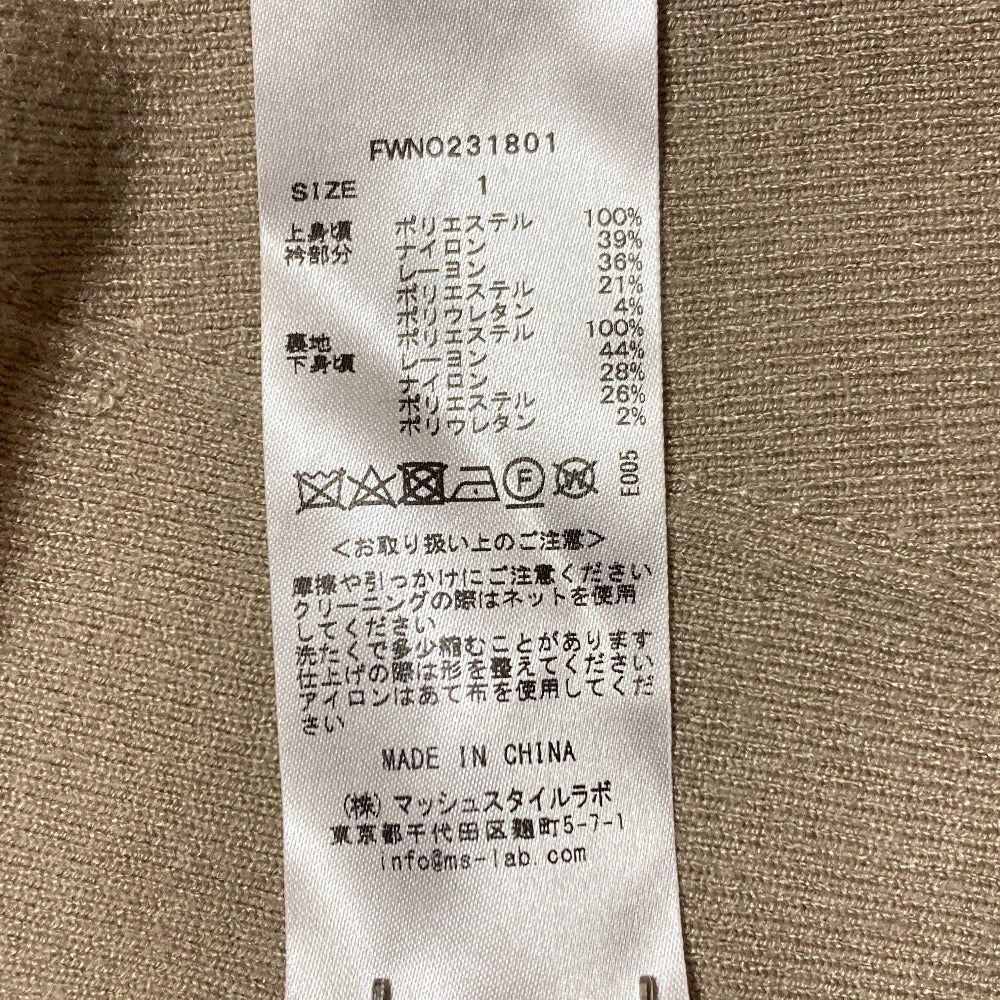 FWNO231801
SIZE 1
上身頃 ポリエステル 100%
衿部分 ナイロン 39%
レーヨン 36%
ポリエステル 21%
ポリウレタン 4%
裏地 ポリエステル 100%
下身頃 レーヨン 44%
ナイロン 28%
ポリエステル 26%
ポリウレタン 2%
F W
E005
<お取り扱い上のご注意>
摩擦や引っかけにご注意ください
クリーニングの際はネットを使用
してください
洗たくで多少縮むことがあります
仕上げの際は形を整えてください
アイロンはあて布を使用してくだ
さい
MADE IN CHINA
(株)マッシュスタイルラボ
東京都千代田区麹町5-7-1
info@ms-lab.com